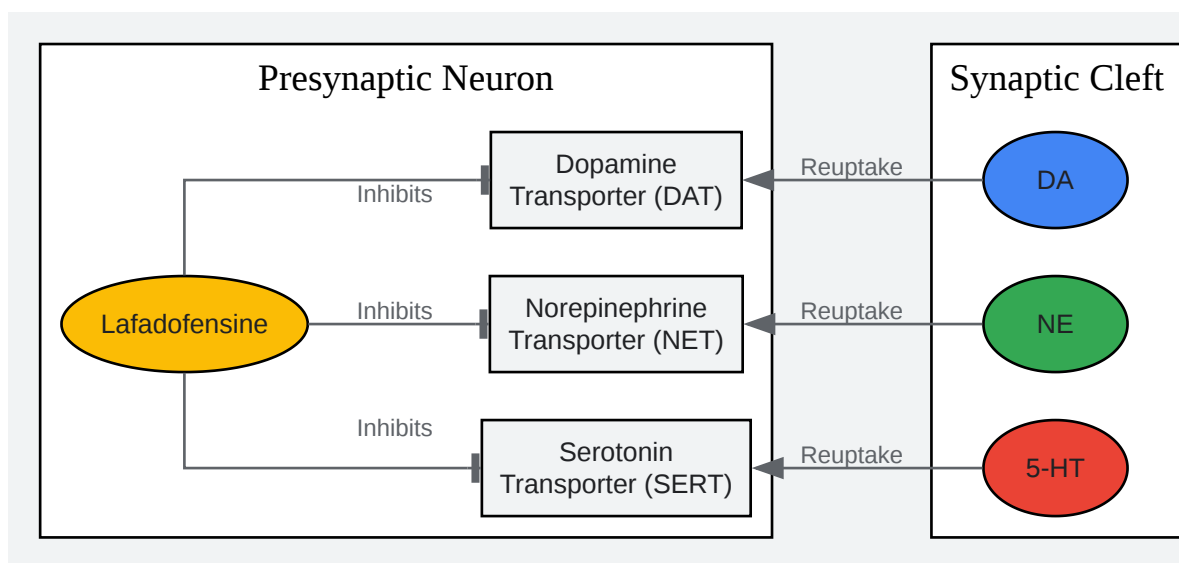 Presynaptic Neuron
Synaptic Cleft
Dopamine
Transporter (DAT)
Reuptake
DA
Inhibits
Lafadofensine
Inhibits
Norepinephrine
Transporter (NET)
Reuptake
NE
Inhibits
Serotonin
Transporter (SERT)
Reuptake
5-HT